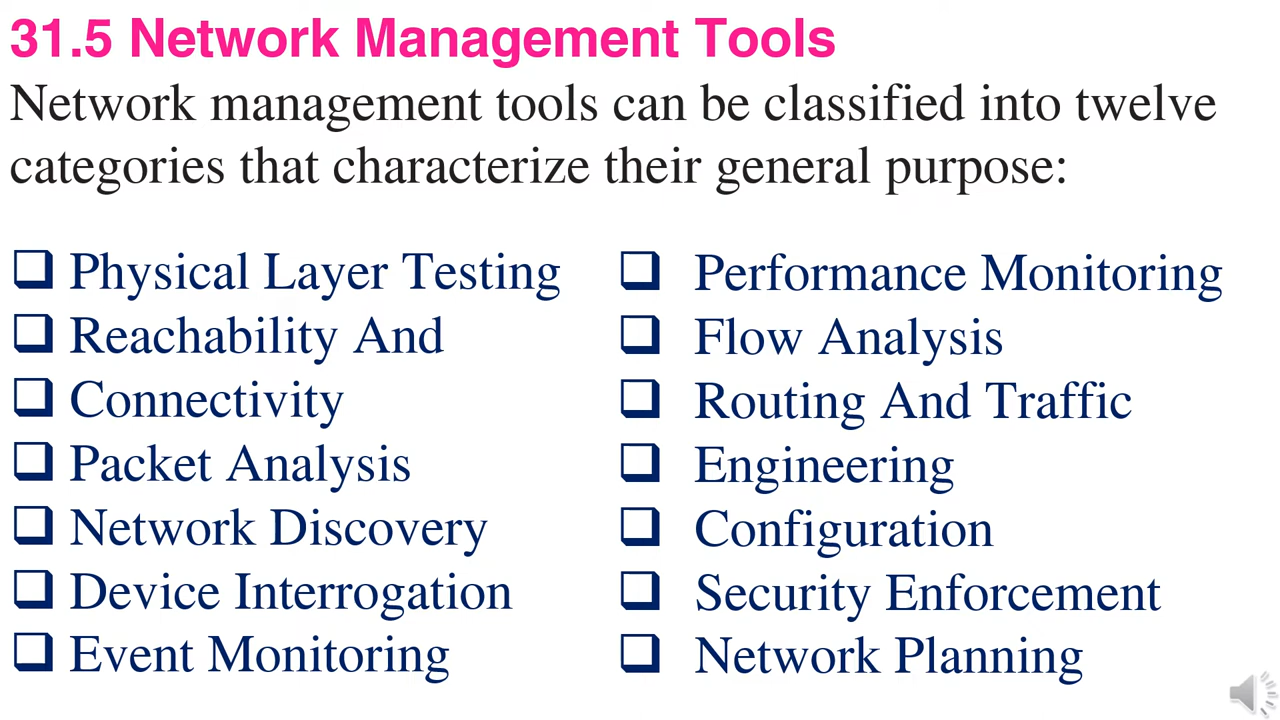 31.5 Network Management Tools
Network management tools can be classified into twelve
categories that characterize their general purpose:
❑ Physical Layer Testing
❑ Reachability And
❑ Connectivity
❑ Packet Analysis
❑ Network Discovery
❑ Device Interrogation
❑ Event Monitoring
❑ Performance Monitoring
❑ Flow Analysis
❑ Routing And Traffic
❑ Engineering
❑ Configuration
❑ Security Enforcement
❑ Network Planning